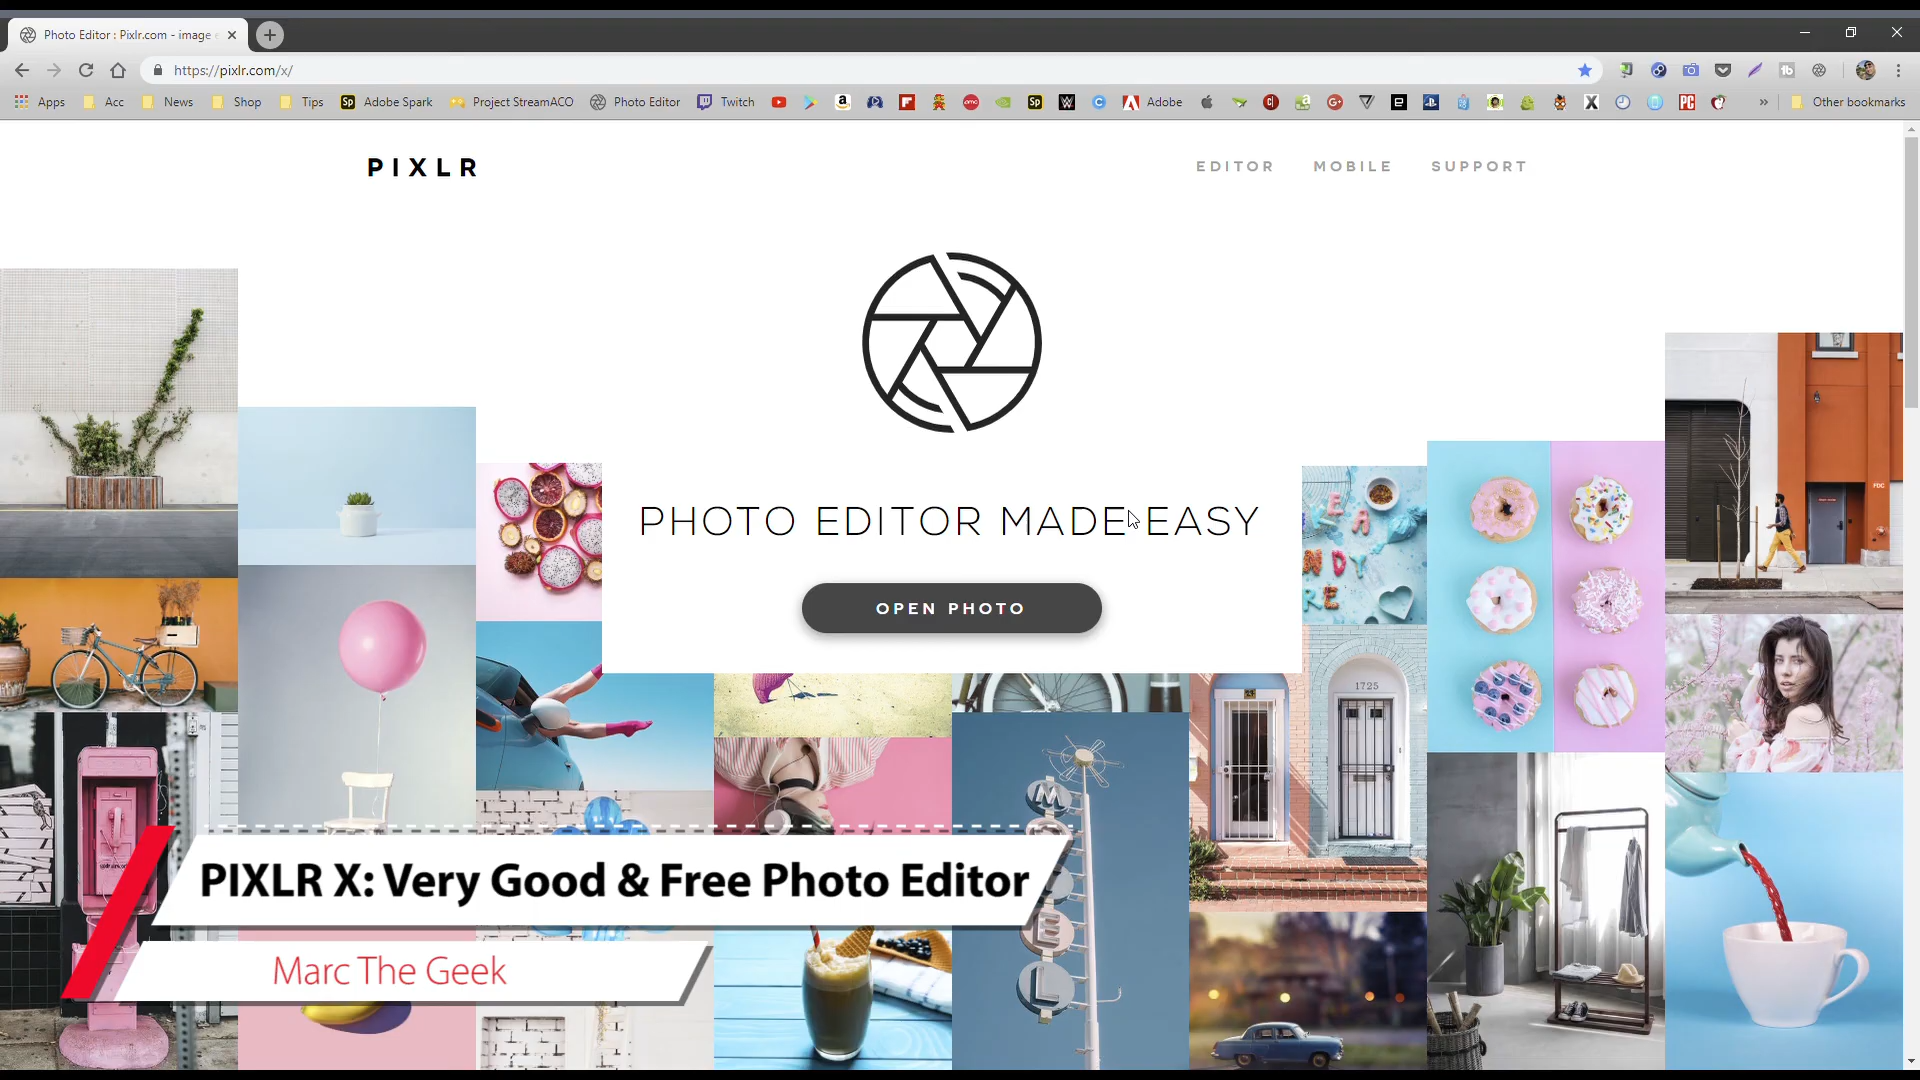 Photo Editor : Pixlr.com - image e
https://pixlr.com/x/
Apps Acc News Shop Tips Sp Adobe Spark Project StreamACO Photo Editor Twitch Adobe Other bookmarks
PIXLR
EDITOR MOBILE SUPPORT
PHOTO EDITOR MADE EASY
OPEN PHOTO
1725
FDC
PIXLR X: Very Good & Free Photo Editor
Marc The Geek